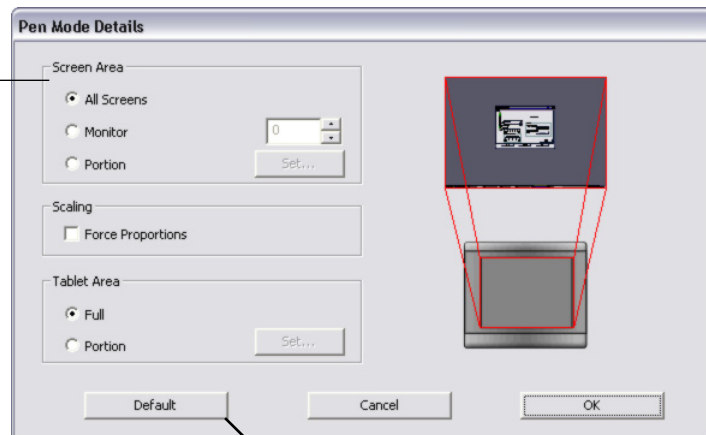 Pen Mode Details
Screen Area
All Screens
Monitor
0
Portion
Set...
Scaling
Force Proportions
Tablet Area
Full
Portion
Set...
Default
Cancel
OK